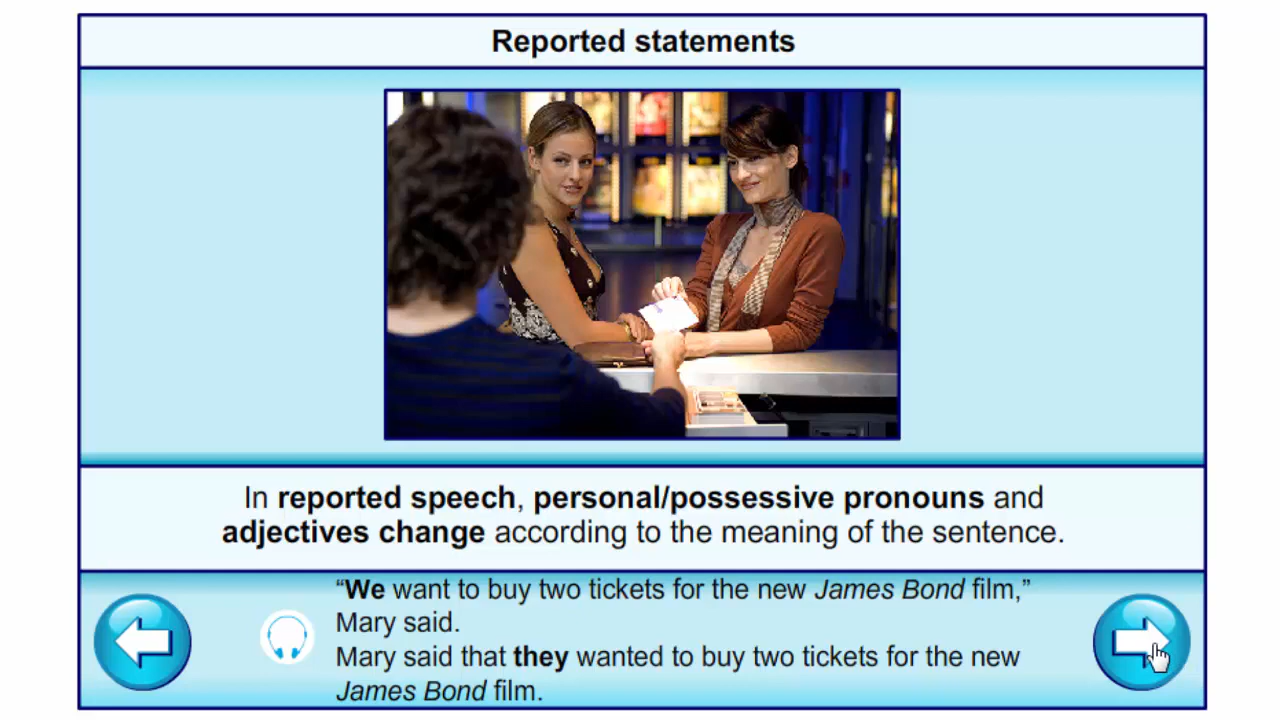 Reported statements
In reported speech, personal/possessive pronouns and
adjectives change according to the meaning of the sentence.
“We want to buy two tickets for the new James Bond film,”
Mary said.
Mary said that they wanted to buy two tickets for the new
James Bond film.